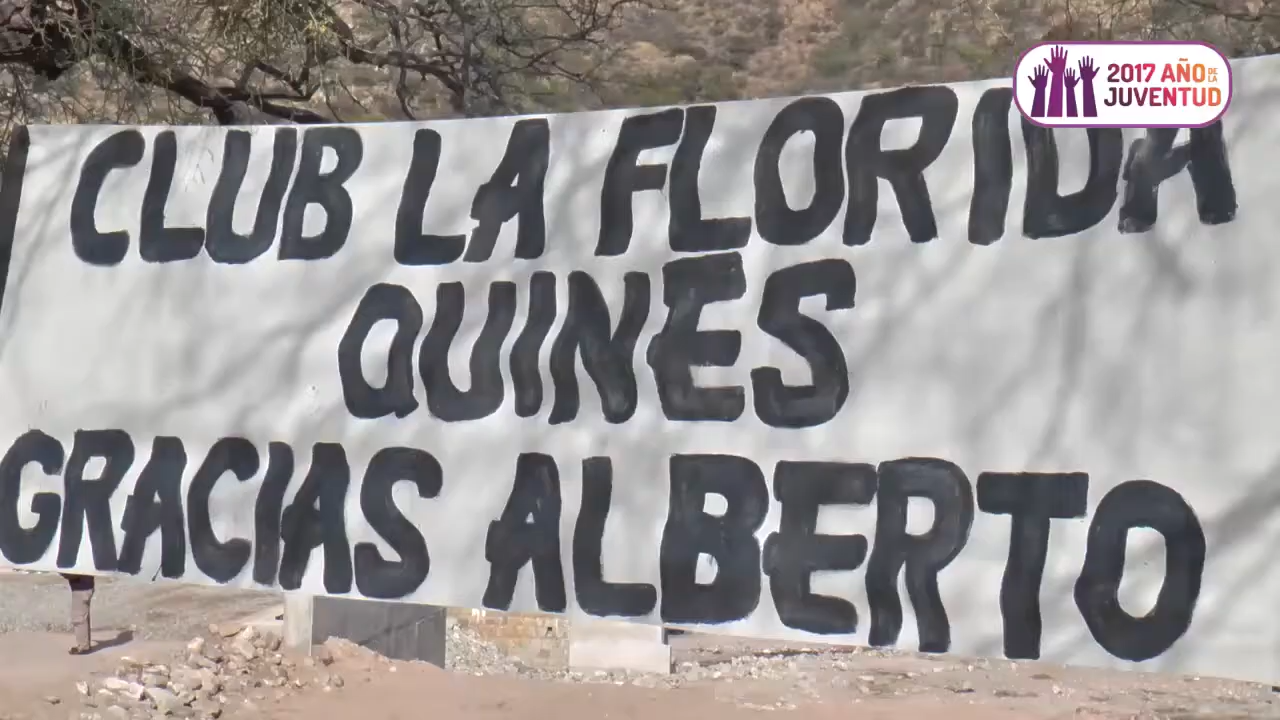 CLUB LA FLORIDA
QUINES
GRACIAS ALBERTO
2017 AÑO DE LA
JUVENTUD